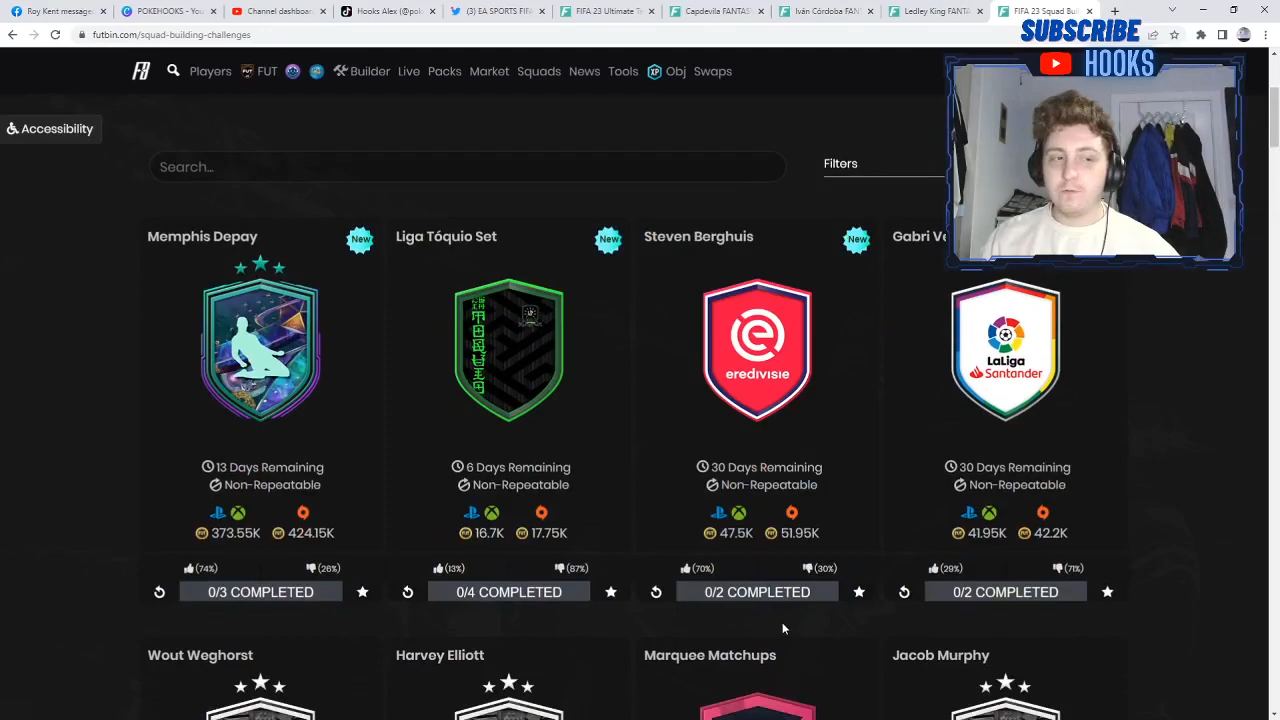 Roy Kent message:
POKEHOOKS - You
Channel dashboard
Hooks Alex (@pok
(1) EA SPORTS FIFA
FIFA 23 Ultimate T
Capdevila FANTAS
Iván Córdoba FAN
Ledley King FANTA
FIFA 23 Squad Bui
futbin.com/squad-building-challenges
SUBSCRIBE
HOOKS
Players
FUT
Builder
Live
Packs
Market
Squads
News
Tools
XP
Obj
Swaps
Accessibility
Search...
Filters
Memphis Depay
New
Liga Tóquio Set
New
Steven Berghuis
New
Gabri Ve
eredivisie
LaLiga
Santander
13 Days Remaining
Non-Repeatable
373.55K
424.15K
6 Days Remaining
Non-Repeatable
16.7K
17.75K
30 Days Remaining
Non-Repeatable
47.5K
51.95K
30 Days Remaining
Non-Repeatable
41.95K
42.2K
(74%)
(26%)
(13%)
(87%)
(70%)
(30%)
(29%)
(71%)
0/3 COMPLETED
0/4 COMPLETED
0/2 COMPLETED
0/2 COMPLETED
Wout Weghorst
Harvey Elliott
Marquee Matchups
Jacob Murphy